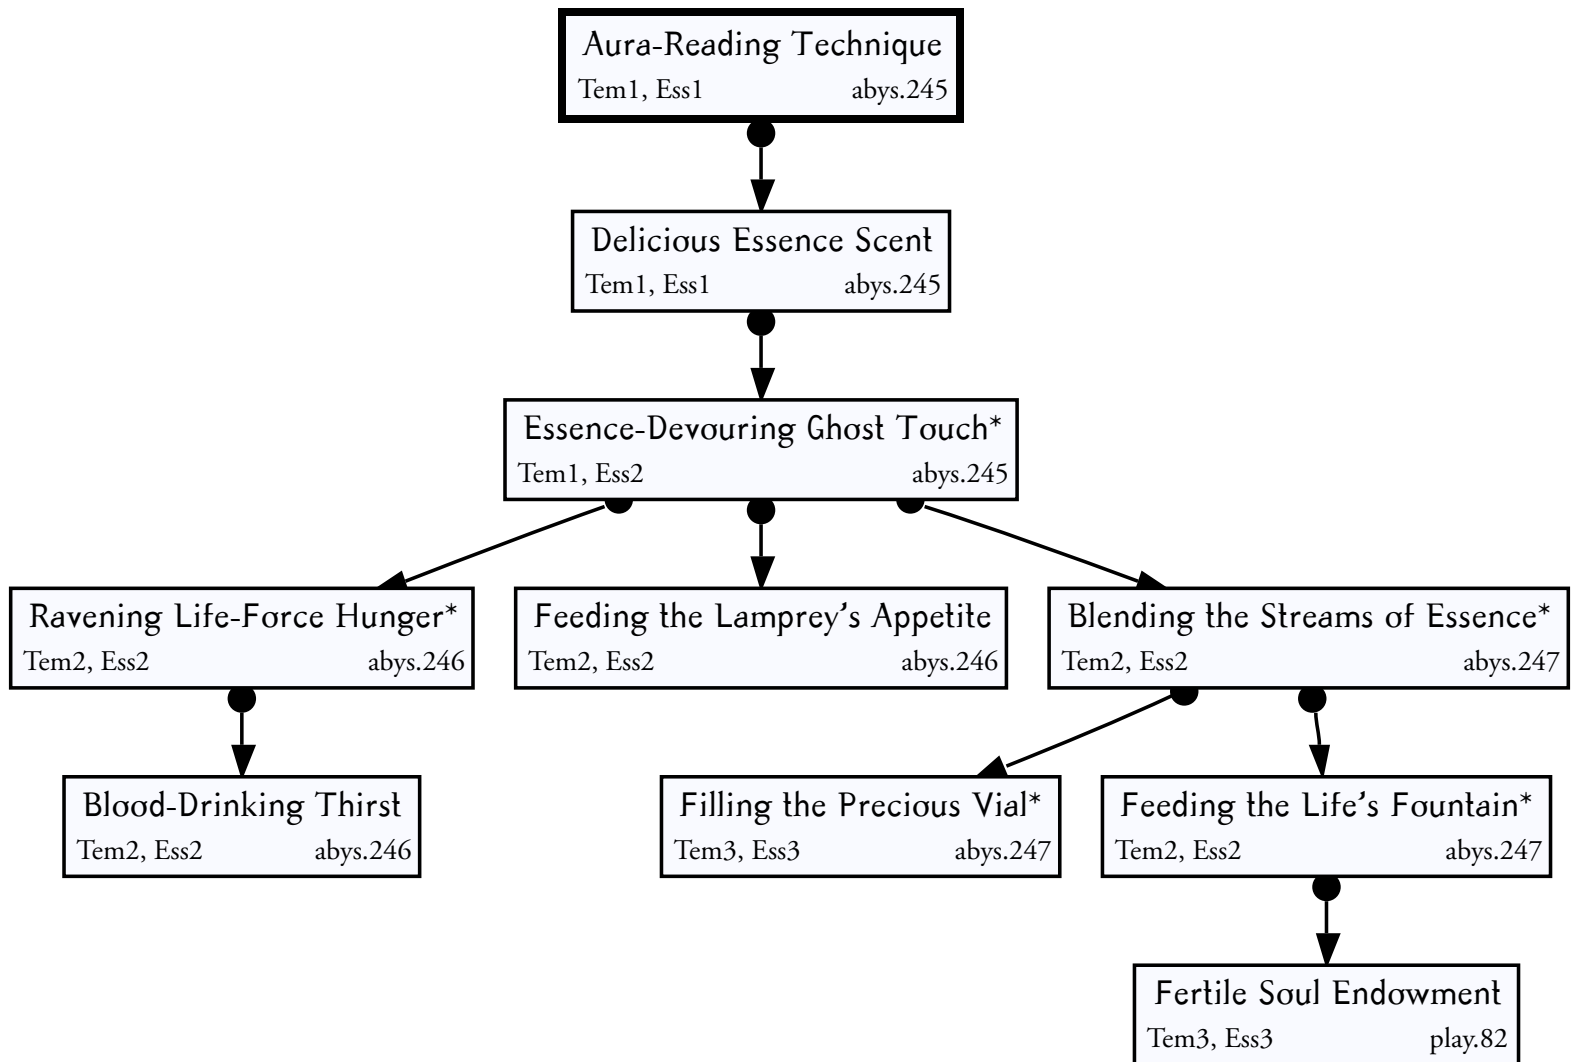 Aura-Reading Technique
Tem1, Ess1 abys.245
Delicious Essence Scent
Tem1, Ess1 abys.245
Essence-Devouring Ghost Touch*
Tem1, Ess2 abys.245
Ravening Life-Force Hunger*
Tem2, Ess2 abys.246
Feeding the Lamprey's Appetite
Tem2, Ess2 abys.246
Blending the Streams of Essence*
Tem2, Ess2 abys.247
Blood-Drinking Thirst
Tem2, Ess2 abys.246
Filling the Precious Vial*
Tem3, Ess3 abys.247
Feeding the Life's Fountain*
Tem2, Ess2 abys.247
Fertile Soul Endowment
Tem3, Ess3 play.82